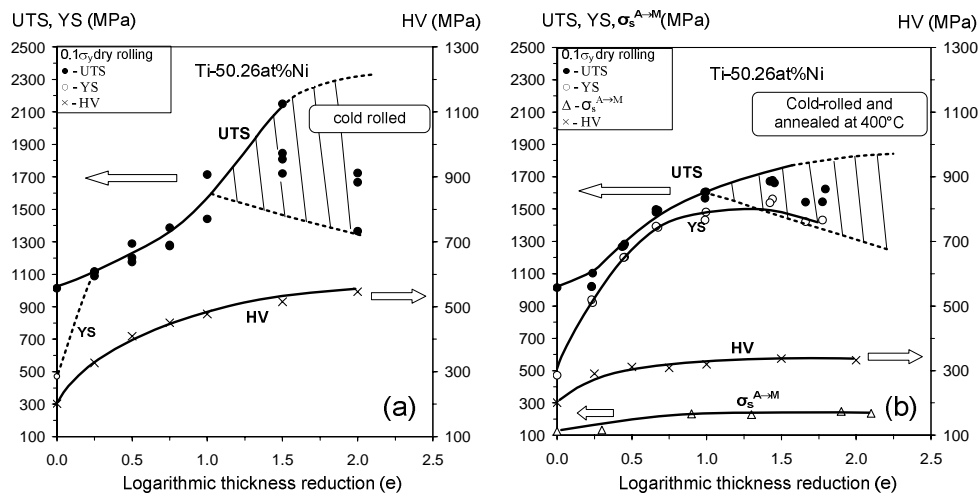 UTS, YS (MPa)
HV (MPa)
2500
2300
2100
1900
1700
1500
1300
1100
900
700
500
300
100
1300
1100
900
700
500
300
100
0.1σy dry rolling
● - UTS
○ - YS
× - HV
Ti-50.26at%Ni
cold rolled
UTS
YS
HV
(a)
0.0
0.5
1.0
1.5
2.0
2.5
Logarithmic thickness reduction (e)
UTS, YS, σs^A→M (MPa)
HV (MPa)
2500
2300
2100
1900
1700
1500
1300
1100
900
700
500
300
100
1300
1100
900
700
500
300
100
0.1σy dry rolling
● - UTS
○ - YS
△ - σs^A→M
× - HV
Ti-50.26at%Ni
Cold-rolled and
annealed at 400°C
UTS
YS
HV
σs^A→M
(b)
0.0
0.5
1.0
1.5
2.0
2.5
Logarithmic thickness reduction (e)